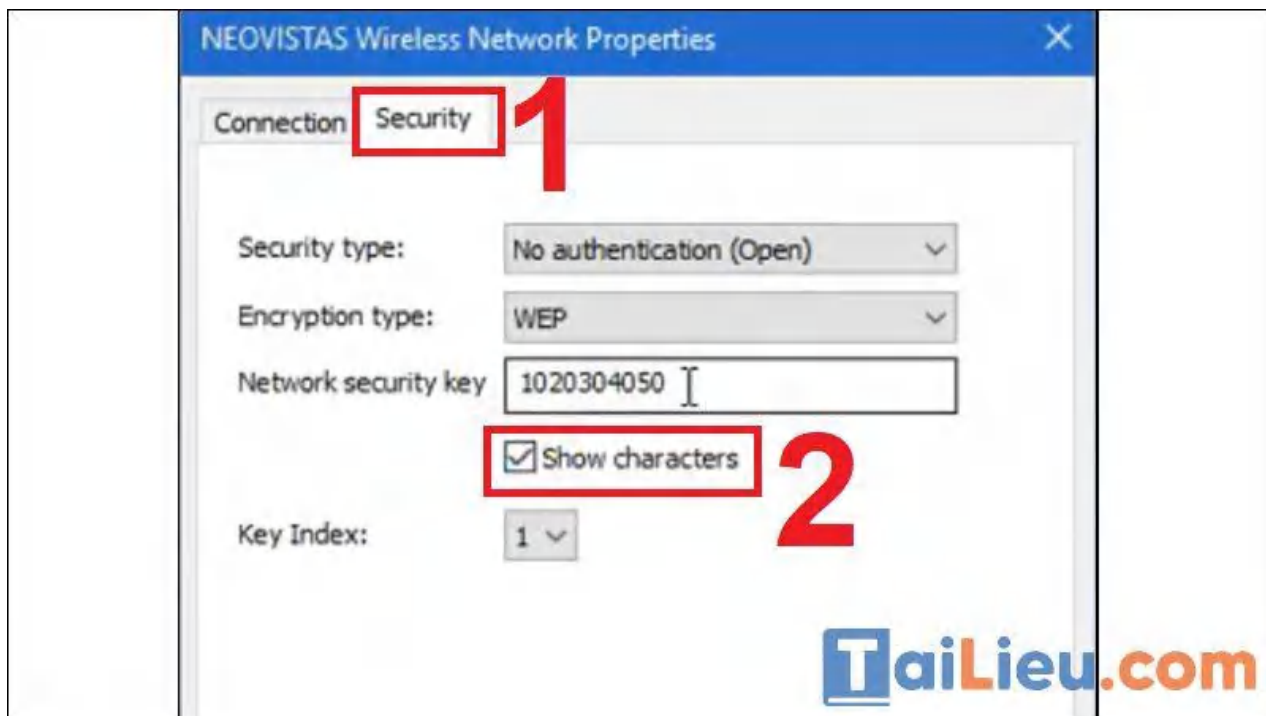 NEOVISTAS Wireless Network Properties
Connection Security 1
Security type: No authentication (Open)
Encryption type: WEP
Network security key 1020304050
Show characters 2
Key Index: 1
TaiLieu.com